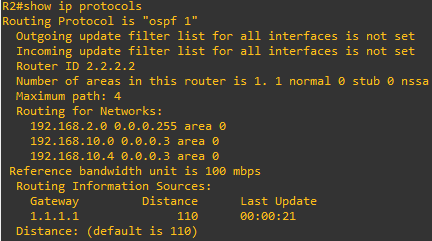 R2#show ip protocols
Routing Protocol is "ospf 1"
Outgoing update filter list for all interfaces is not set
Incoming update filter list for all interfaces is not set
Router ID 2.2.2.2
Number of areas in this router is 1. 1 normal 0 stub 0 nssa
Maximum path: 4
Routing for Networks:
192.168.2.0 0.0.0.255 area 0
192.168.10.0 0.0.0.3 area 0
192.168.10.4 0.0.0.3 area 0
Reference bandwidth unit is 100 mbps
Routing Information Sources:
Gateway Distance Last Update
1.1.1.1 110 00:00:21
Distance: (default is 110)